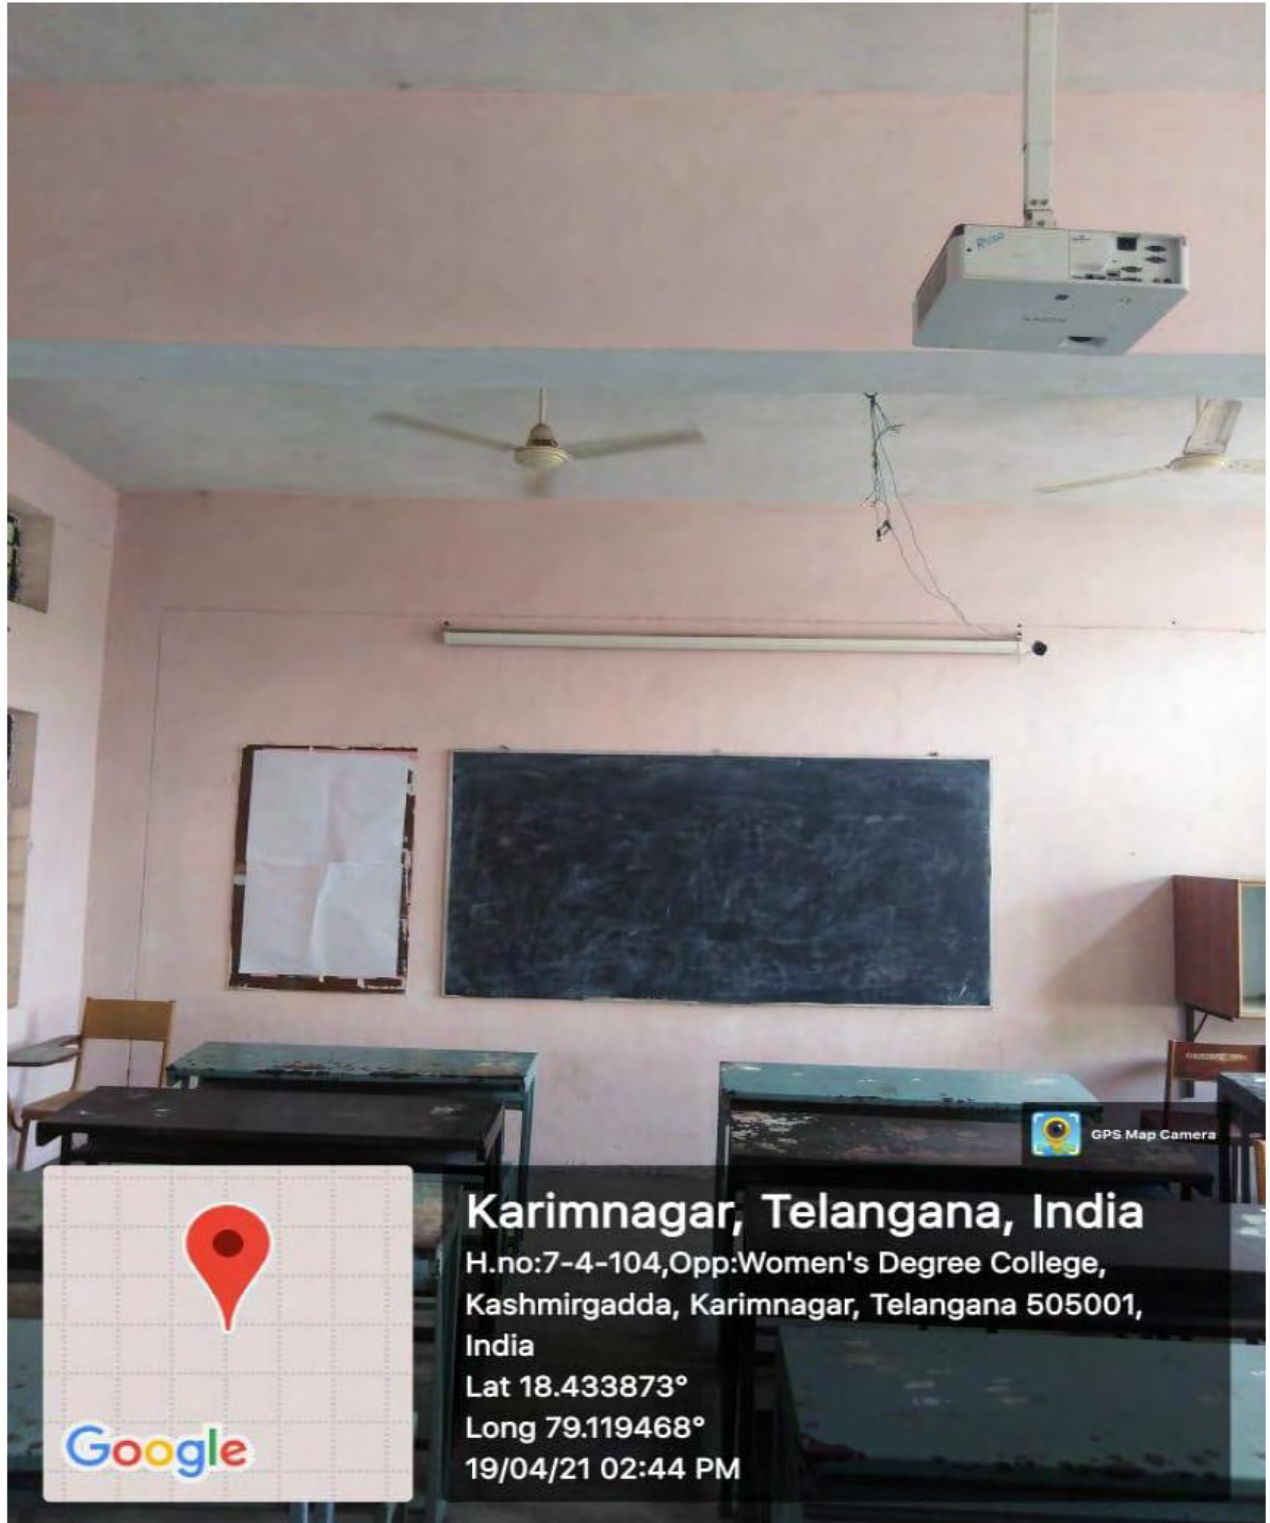 GPS Map Camera
Karimnagar, Telangana, India
H.no:7-4-104,Opp:Women's Degree College,
Kashmirgadda, Karimnagar, Telangana 505001,
India
Lat 18.433873°
Long 79.119468°
19/04/21 02:44 PM
Google